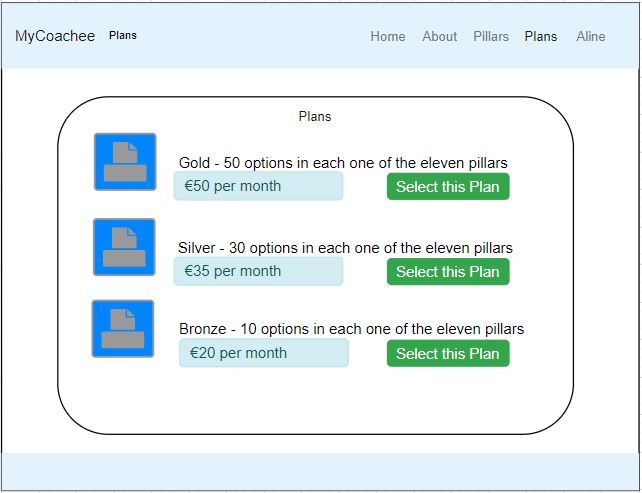 MyCoachee Plans Home About Pillars Plans Aline
Plans
Gold - 50 options in each one of the eleven pillars
€50 per month Select this Plan
Silver - 30 options in each one of the eleven pillars
€35 per month Select this Plan
Bronze - 10 options in each one of the eleven pillars
€20 per month Select this Plan